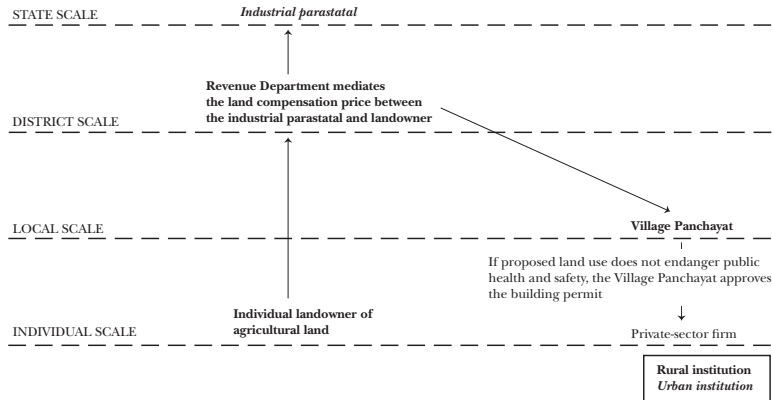 STATE SCALE
Industrial parastatal
Revenue Department mediates
the land compensation price between
the industrial parastatal and landowner
DISTRICT SCALE
LOCAL SCALE
Village Panchayat
If proposed land use does not endanger public
health and safety, the Village Panchayat approves
the building permit
Individual landowner of
agricultural land
INDIVIDUAL SCALE
Private-sector firm
Rural institution
Urban institution